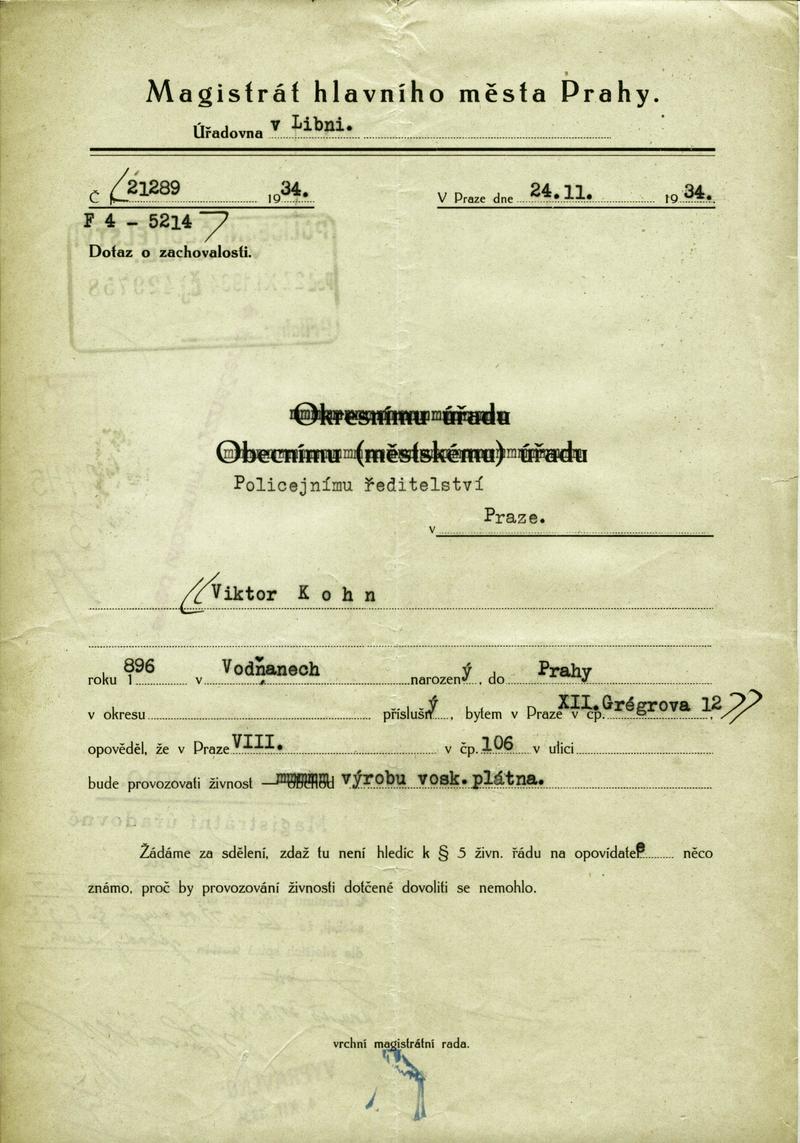 Magistrát hlavního města Prahy.
Úřadovna v Libni.
Č 21289 1934. V Praze dne 24.11. 1934.
F 4 - 5214
Dotaz o zachovalosti.
Okresnímu úřadu
Obecnímu (městskému) úřadu
Policejnímu ředitelství
v Praze.
Viktor Kohn
roku 1896 v Vodňanech narozený, do Prahy
v okresu příslušný, bytem v Praze XII. v čp. Grégrova 12,
opověděl, že v Praze VIII. v čp. 106 v ulici
bude provozovati živnost obchod výrobu vosk. plátna.
Žádáme za sdělení, zdaž tu není hledíc k § 5 živn. řádu na opovídatele něco
známo, proč by provozování živnosti dotčené dovoliti se nemohlo.
vrchní magistrátní rada.